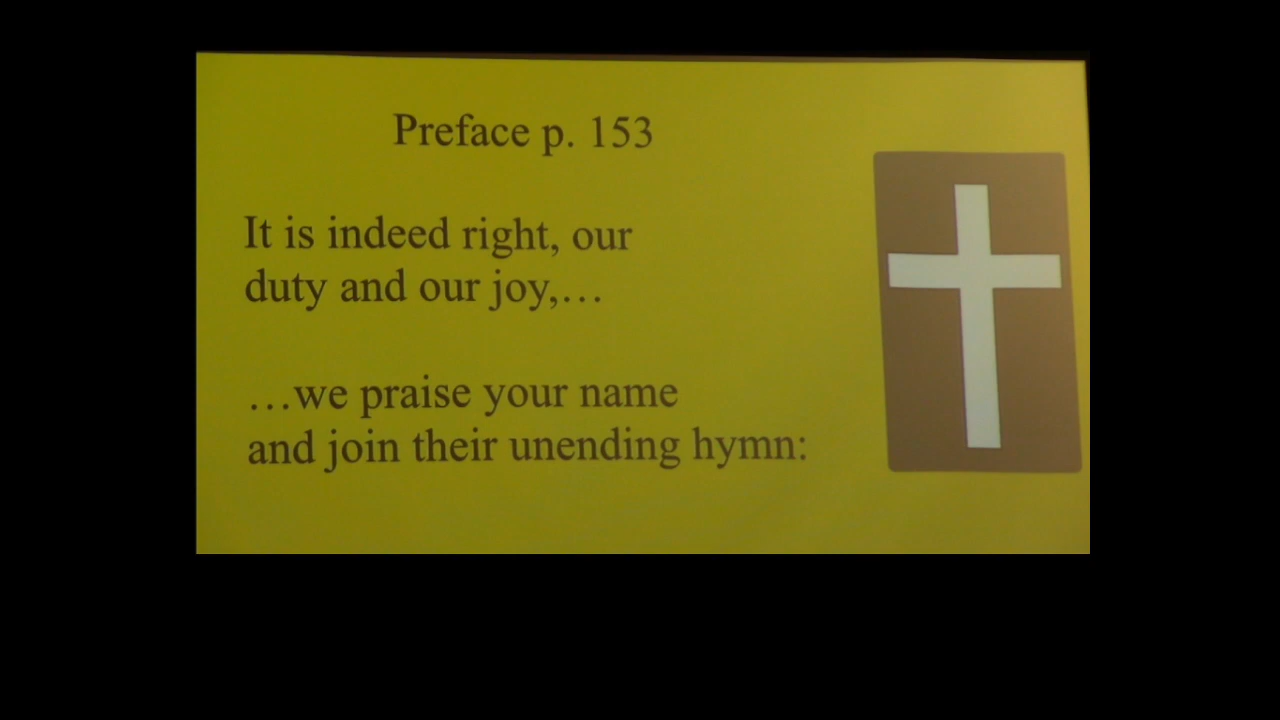 Preface p. 153
It is indeed right, our
duty and our joy,…
…we praise your name
and join their unending hymn: